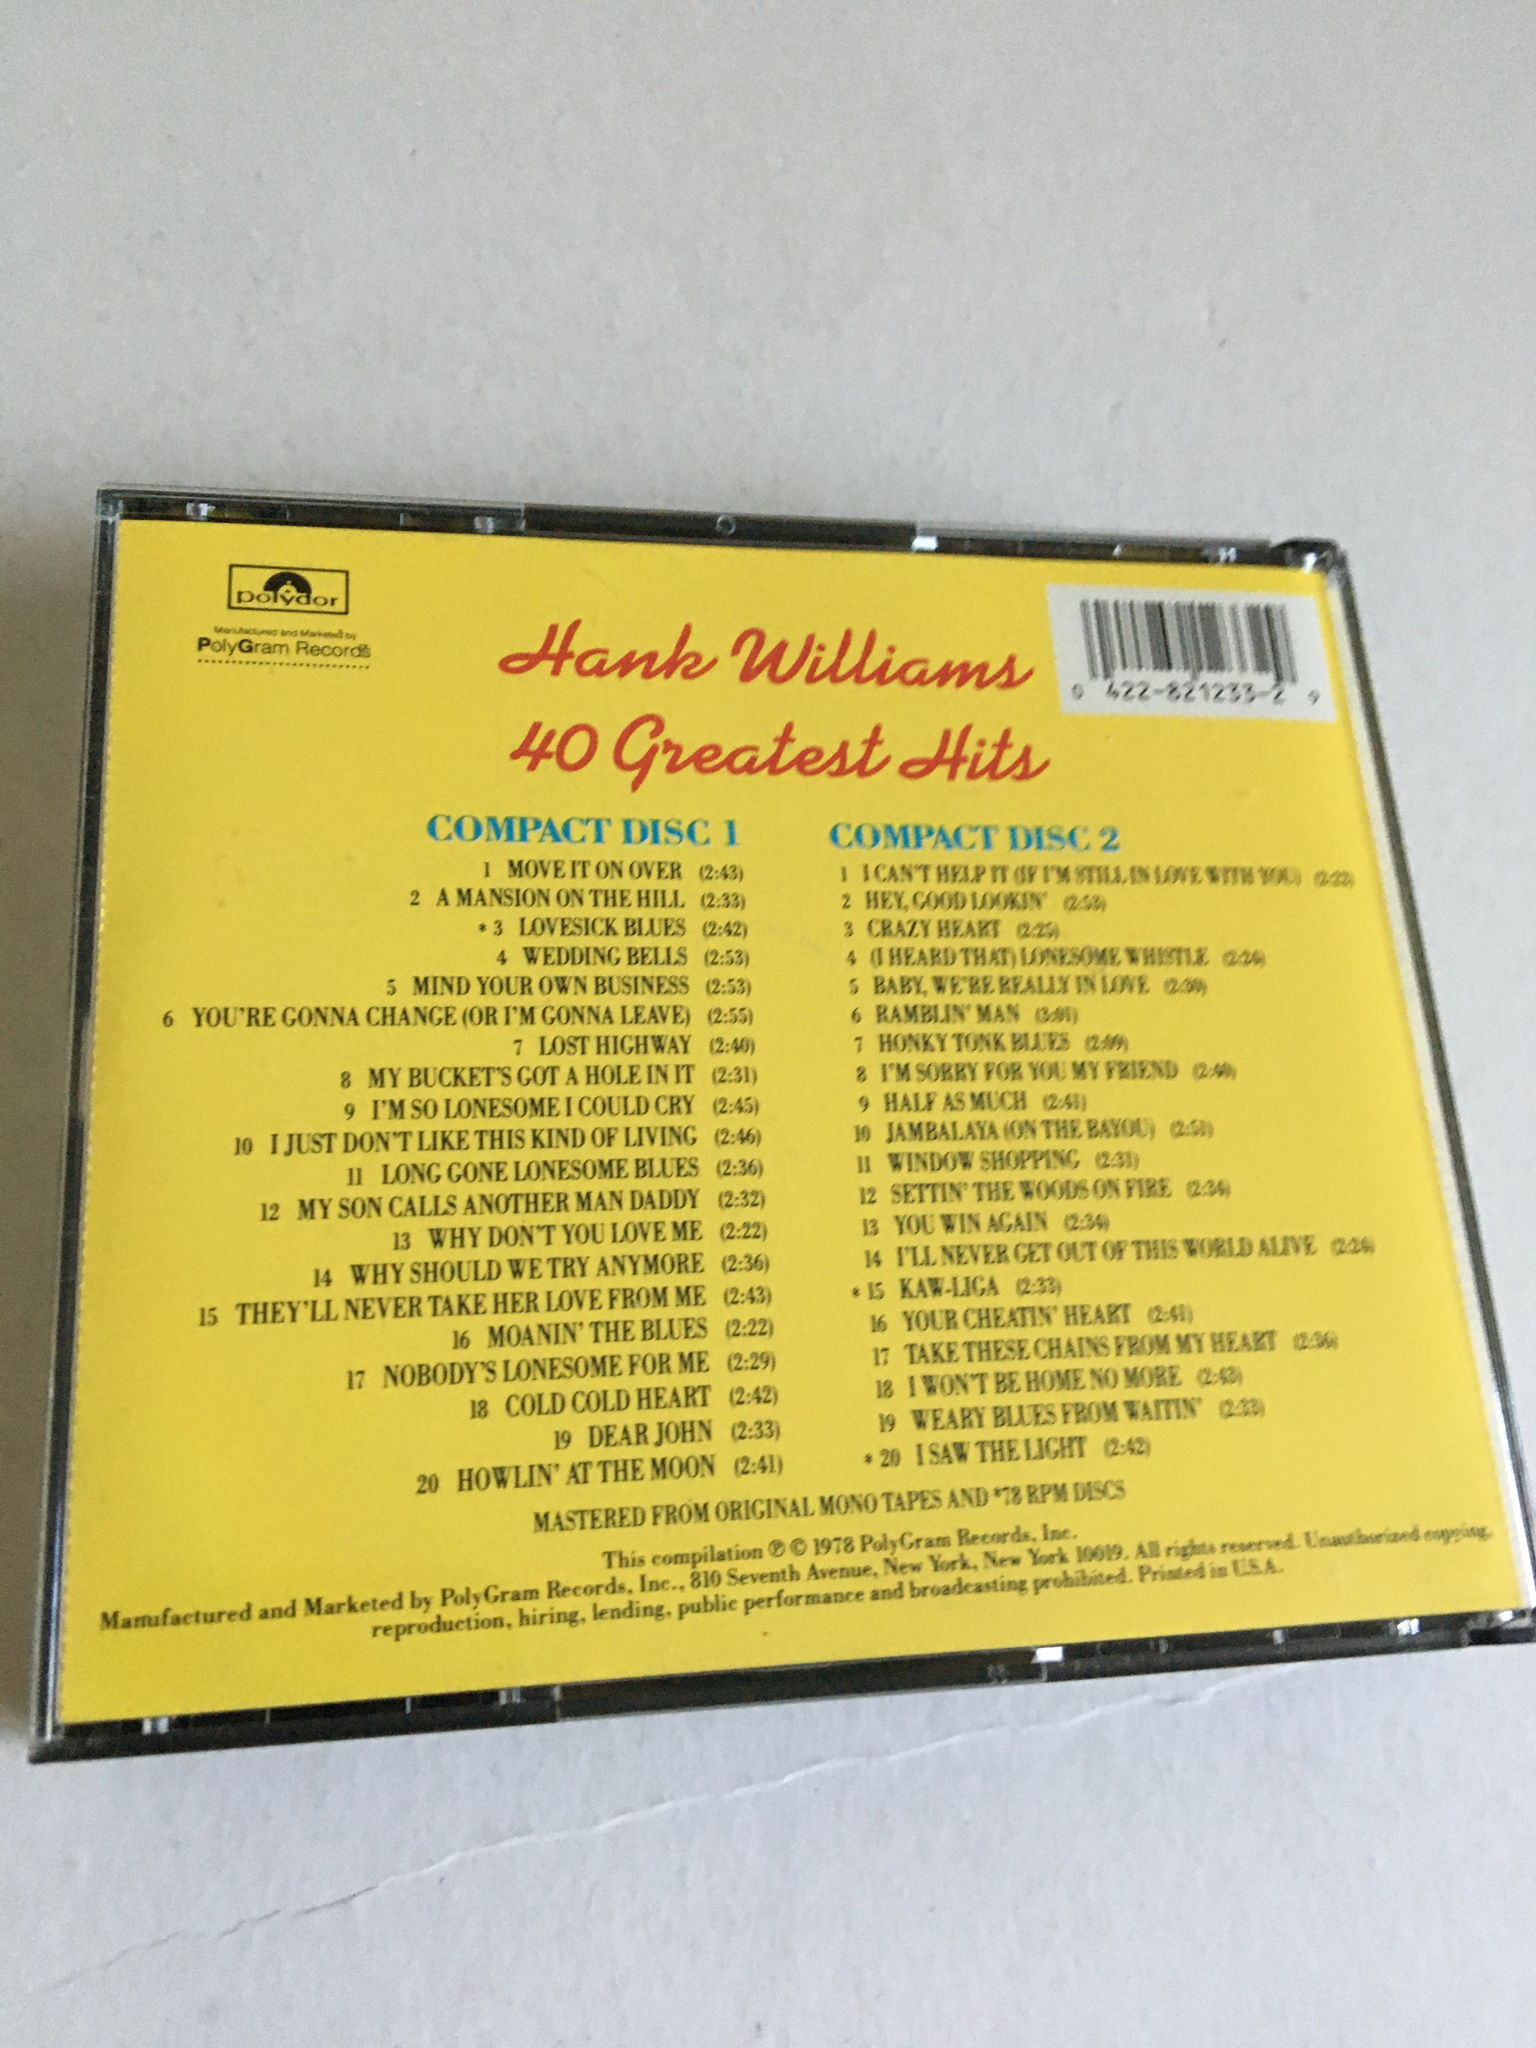 polydor
Manufactured and Marketed by
PolyGram Records
Hank Williams
40 Greatest Hits
0 422-821233-2 9
COMPACT DISC 1
1 MOVE IT ON OVER (2:43)
2 A MANSION ON THE HILL (2:33)
* 3 LOVESICK BLUES (2:42)
4 WEDDING BELLS (2:53)
5 MIND YOUR OWN BUSINESS (2:53)
6 YOU'RE GONNA CHANGE (OR I'M GONNA LEAVE) (2:55)
7 LOST HIGHWAY (2:40)
8 MY BUCKET'S GOT A HOLE IN IT (2:31)
9 I'M SO LONESOME I COULD CRY (2:45)
10 I JUST DON'T LIKE THIS KIND OF LIVING (2:46)
11 LONG GONE LONESOME BLUES (2:36)
12 MY SON CALLS ANOTHER MAN DADDY (2:32)
13 WHY DON'T YOU LOVE ME (2:22)
14 WHY SHOULD WE TRY ANYMORE (2:36)
15 THEY'LL NEVER TAKE HER LOVE FROM ME (2:43)
16 MOANIN' THE BLUES (2:22)
17 NOBODY'S LONESOME FOR ME (2:29)
18 COLD COLD HEART (2:42)
19 DEAR JOHN (2:33)
20 HOWLIN' AT THE MOON (2:41)
COMPACT DISC 2
1 I CAN'T HELP IT (IF I'M STILL IN LOVE WITH YOU)
2 HEY, GOOD LOOKIN' (2:53)
3 CRAZY HEART (2:25)
4 (I HEARD THAT) LONESOME WHISTLE (2:24)
5 BABY, WE'RE REALLY IN LOVE
6 RAMBLIN' MAN (3:01)
7 HONKY TONK BLUES (2:09)
8 I'M SORRY FOR YOU MY FRIEND (2:40)
9 HALF AS MUCH (2:41)
10 JAMBALAYA (ON THE BAYOU) (2:51)
11 WINDOW SHOPPING (2:31)
12 SETTIN' THE WOODS ON FIRE (2:34)
13 YOU WIN AGAIN (2:34)
14 I'LL NEVER GET OUT OF THIS WORLD ALIVE
* 15 KAW-LIGA (2:33)
16 YOUR CHEATIN' HEART (2:41)
17 TAKE THESE CHAINS FROM MY HEART (2:36)
18 I WON'T BE HOME NO MORE (2:43)
19 WEARY BLUES FROM WAITIN' (2:33)
* 20 I SAW THE LIGHT (2:42)
MASTERED FROM ORIGINAL MONO TAPES AND *78 RPM DISCS
This compilation ℗ © 1978 PolyGram Records, Inc.
Manufactured and Marketed by PolyGram Records, Inc., 810 Seventh Avenue, New York, New York 10019. All rights reserved. Unauthorized copying,
reproduction, hiring, lending, public performance and broadcasting prohibited. Printed in U.S.A.